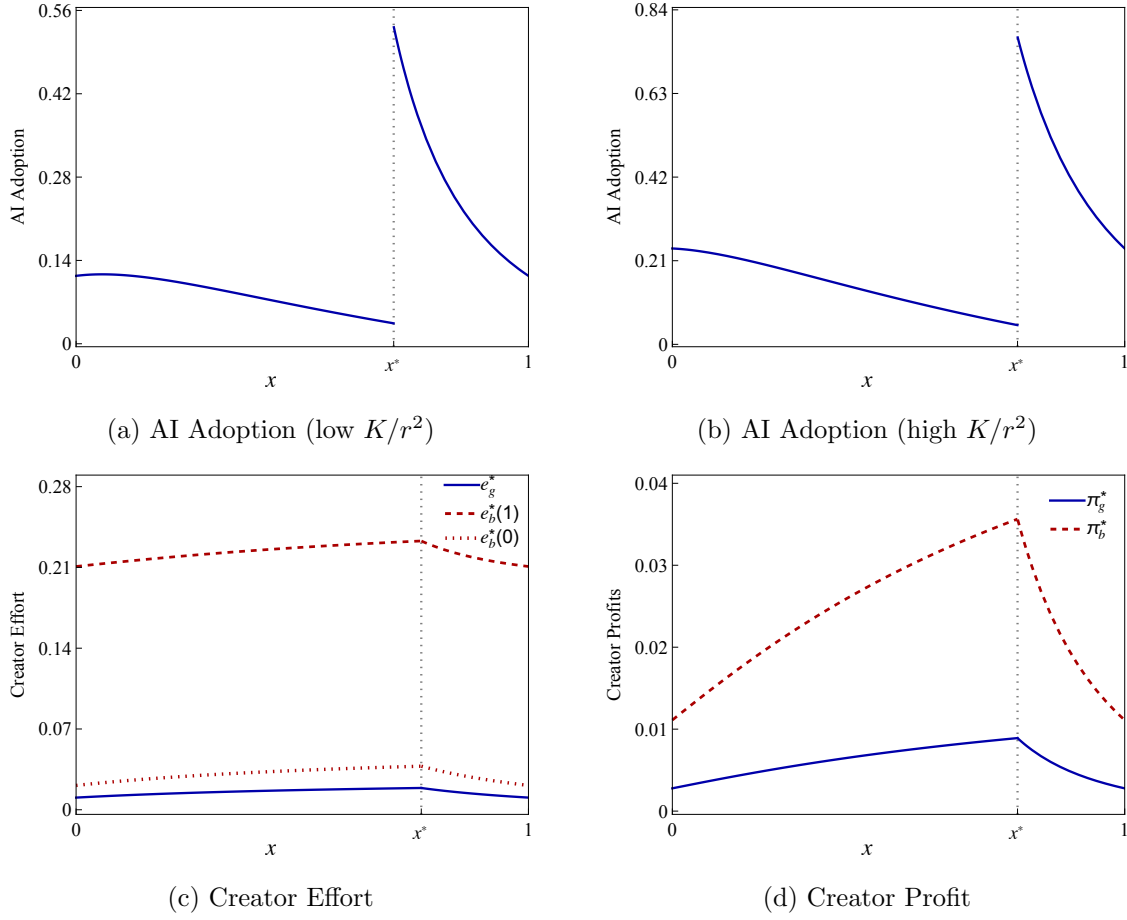 0.56
0.42
0.28
0.14
0
AI Adoption
0
x*
1
x
(a) AI Adoption (low K/r²)
0.84
0.63
0.42
0.21
0
AI Adoption
0
x*
1
x
(b) AI Adoption (high K/r²)
0.28
0.21
0.14
0.07
0
Creator Effort
e*g
e*b(1)
e*b(0)
0
x*
1
x
(c) Creator Effort
0.04
0.03
0.02
0.01
0
Creator Profits
π*g
π*b
0
x*
1
x
(d) Creator Profit